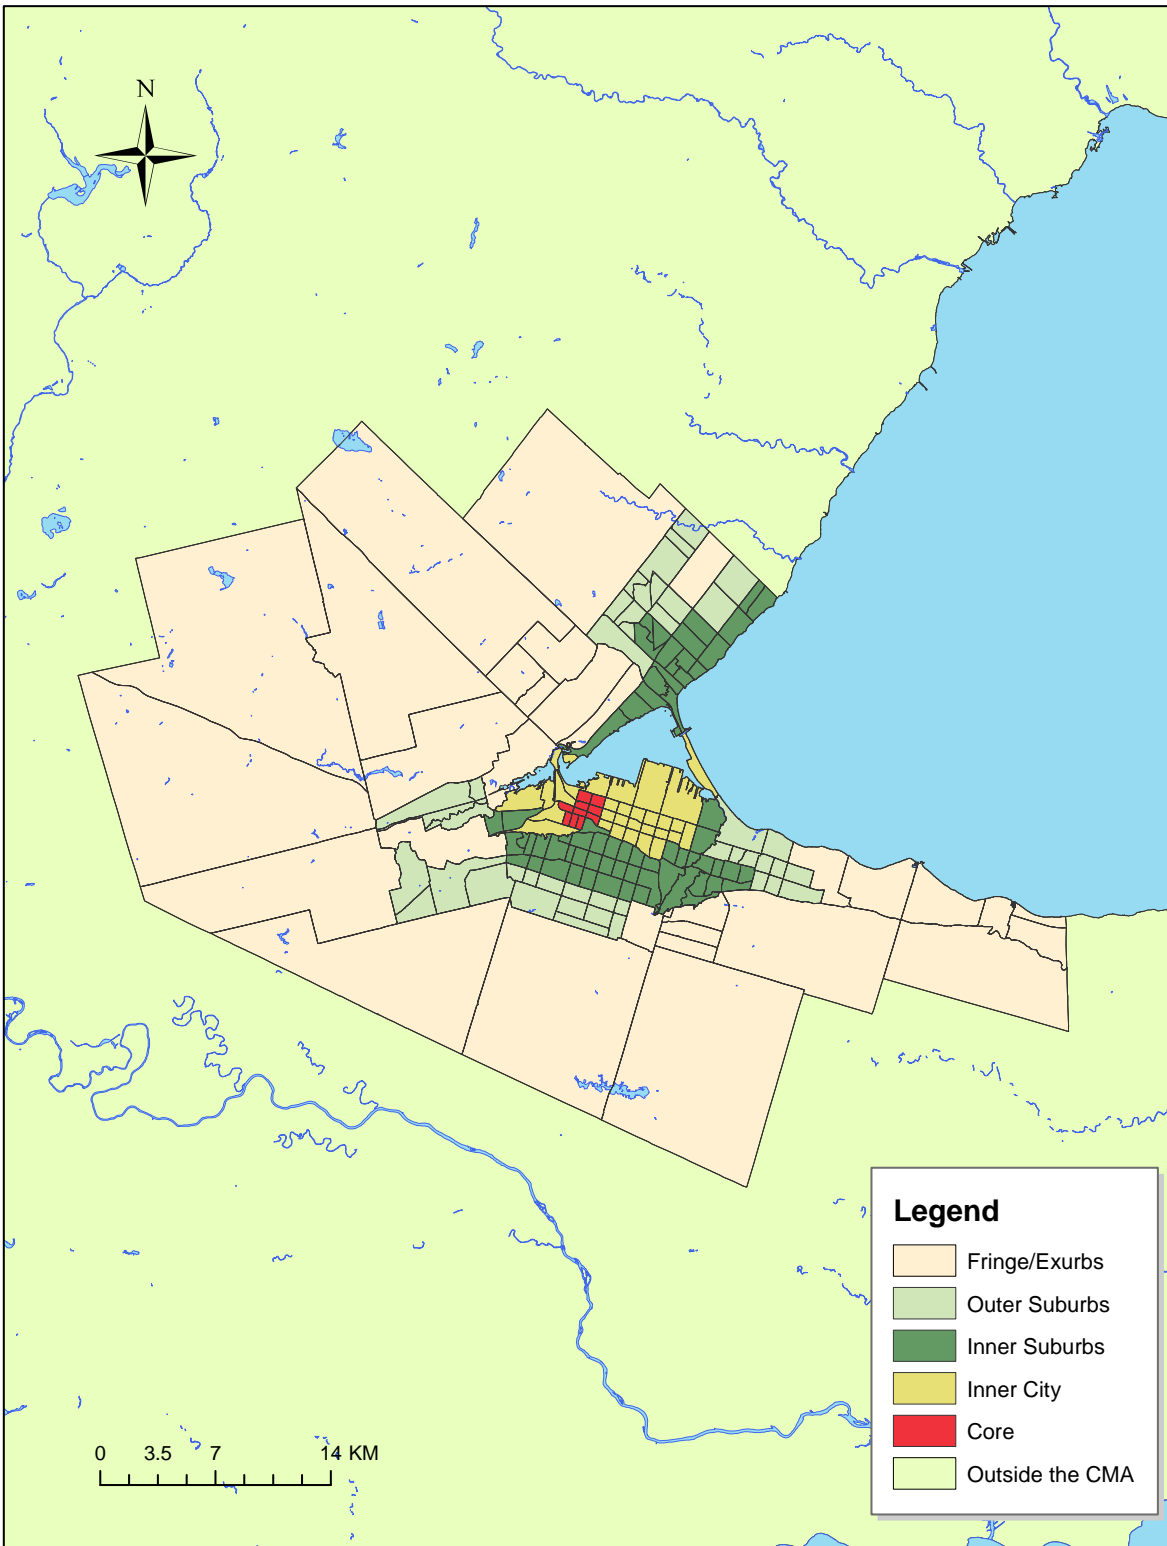 N
Legend
Fringe/Exurbs
Outer Suburbs
Inner Suburbs
Inner City
Core
Outside the CMA
0 3.5 7 14 KM